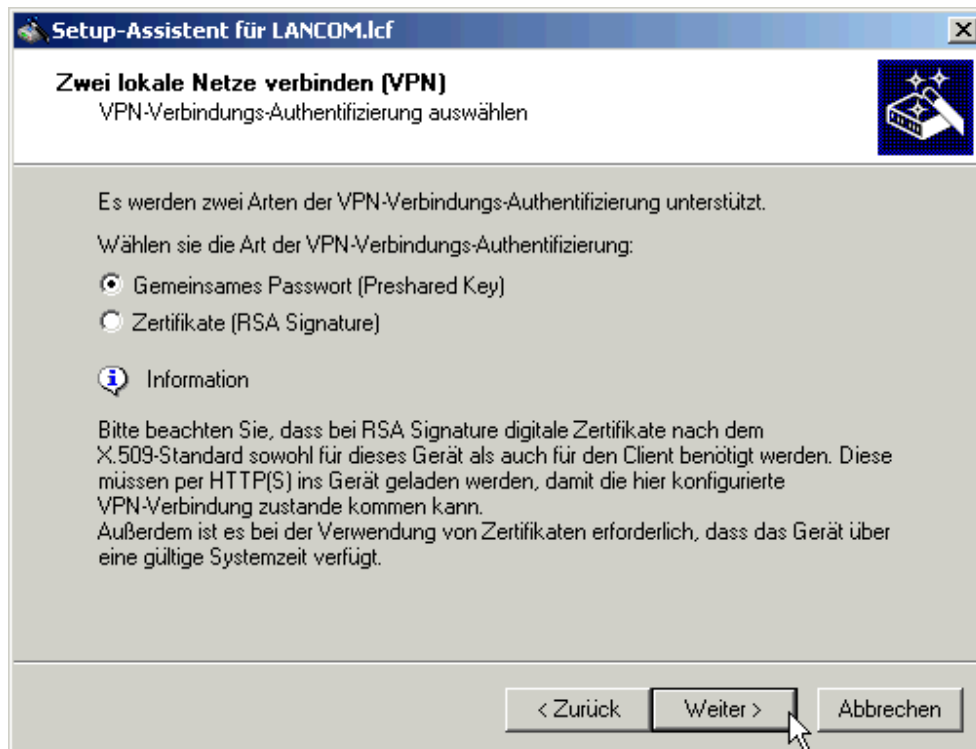 Setup-Assistent für LANCOM.lcf
Zwei lokale Netze verbinden (VPN)
VPN-Verbindungs-Authentifizierung auswählen
Es werden zwei Arten der VPN-Verbindungs-Authentifizierung unterstützt.
Wählen sie die Art der VPN-Verbindungs-Authentifizierung:
Gemeinsames Passwort (Preshared Key)
Zertifikate (RSA Signature)
Information
Bitte beachten Sie, dass bei RSA Signature digitale Zertifikate nach dem
X.509-Standard sowohl für dieses Gerät als auch für den Client benötigt werden. Diese
müssen per HTTP(S) ins Gerät geladen werden, damit die hier konfigurierte
VPN-Verbindung zustande kommen kann.
Außerdem ist es bei der Verwendung von Zertifikaten erforderlich, dass das Gerät über
eine gültige Systemzeit verfügt.
< Zurück Weiter > Abbrechen